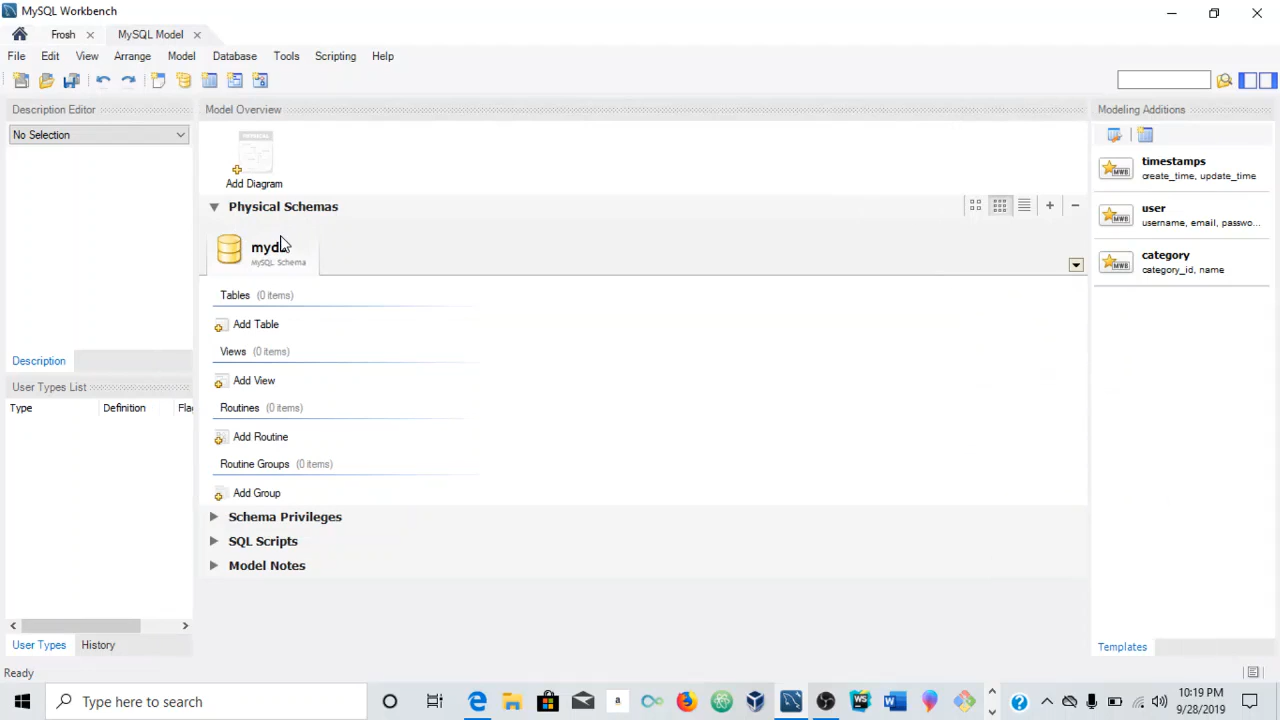 MySQL Workbench
Frosh
MySQL Model
File Edit View Arrange Database Tools Scripting Help
Description Editor
No Selection
Description
User Types List
Type Definition
User Types History
Ready
Model Overview
Add Diagram
Physical Schemas
MySQL Schema
Tables (0 items)
Add Table
Views (0 items)
Add View
Routines (0 items)
Add Routine
Routine Groups (0 items)
Add Group
Schema Privileges
SQL Scripts
Model Notes
Modeling Additions
timestamps
create_time, update_time
user
username, email, passwo...
category
category_id, name
Templates
Type here to search
10:19 PM
9/28/2019